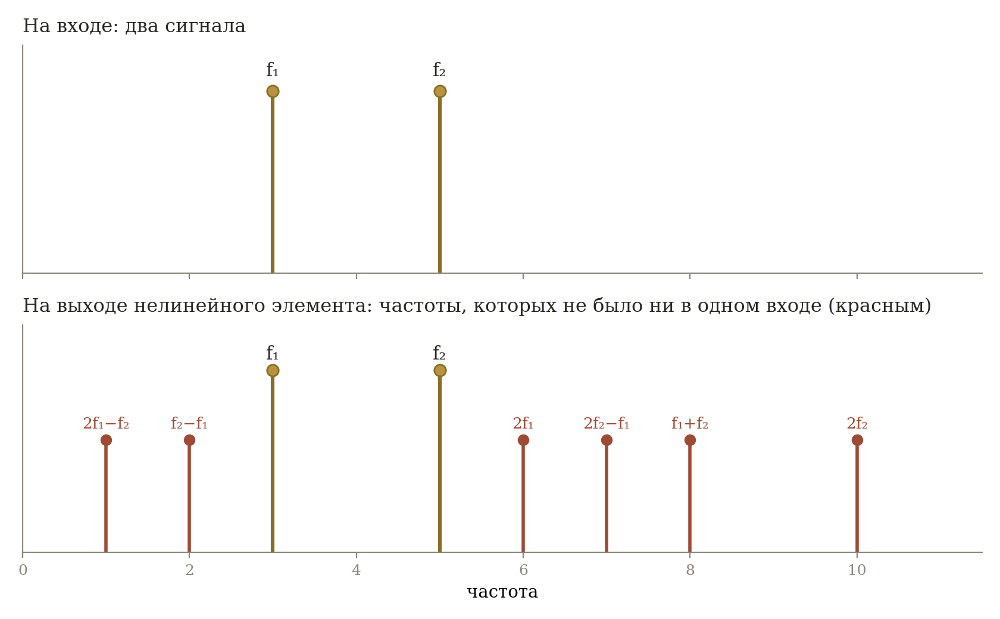 На входе: два сигнала
f₁ f₂
На выходе нелинейного элемента: частоты, которых не было ни в одном входе (красным)
f₁ f₂
2f₁−f₂ f₂−f₁ 2f₁ 2f₂−f₁ f₁+f₂ 2f₂
0 2 4 6 8 10
частота